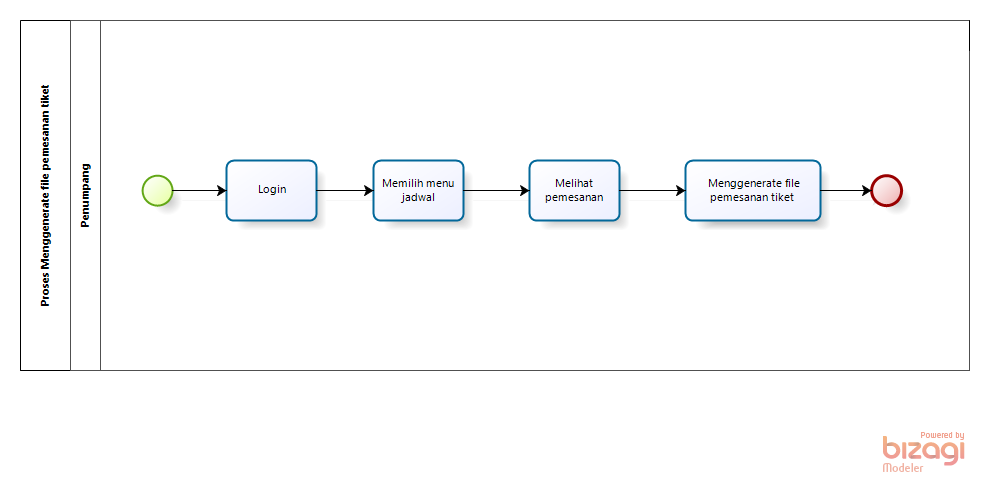 Proses Menggenerate file pemesanan tiket
Penumpang
Login
Memilih menu
jadwal
Melihat
pemesanan
Menggenerate file
pemesanan tiket
Powered by
bizagi
Modeler